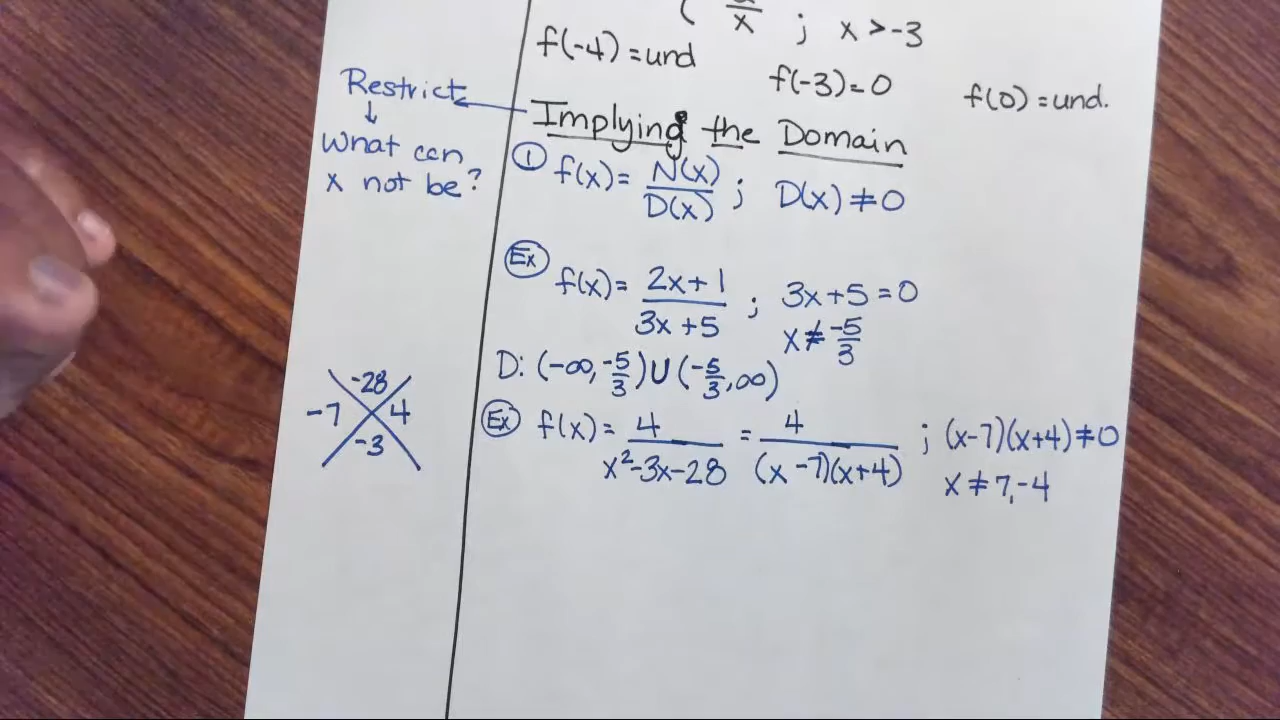 ( x ; x > -3
f(-4) = und
f(-3) = 0
f(0) = und.
Restrict
↓
What can
x not be?
Implying the Domain
① f(x) = N(x)/D(x) ; D(x) ≠ 0
Ex f(x) = 2x+1/3x+5 ; 3x+5 = 0
x ≠ -5/3
D: (-∞, -5/3) ∪ (-5/3, ∞)
Ex f(x) = 4/x²-3x-28 = 4/(x-7)(x+4) ; (x-7)(x+4) ≠ 0
x ≠ 7, -4
-28
-7 4
-3